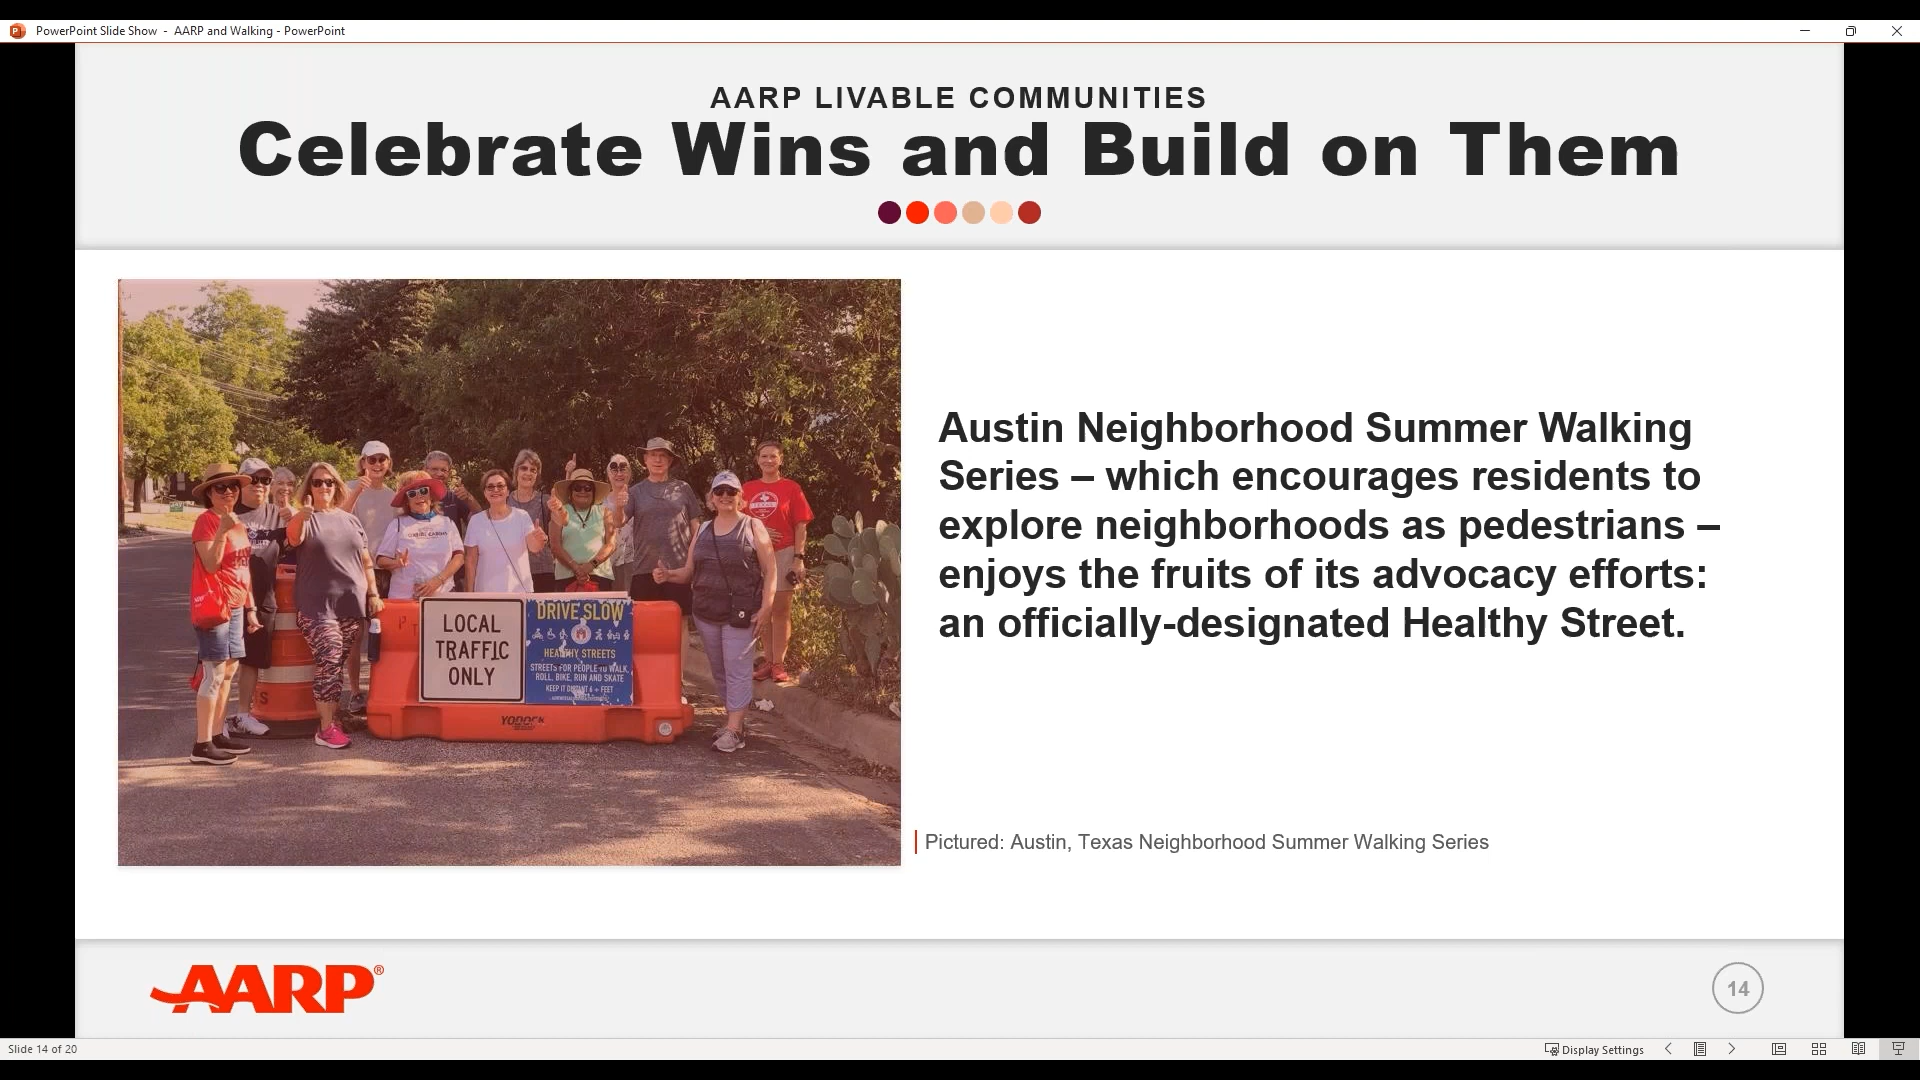 PowerPoint Slide Show - AARP and Walking - PowerPoint
AARP LIVABLE COMMUNITIES
Celebrate Wins and Build on Them
LOCAL
TRAFFIC
ONLY
DRIVE SLOW
HEALTHY STREETS
STREETS FOR PEOPLE TO WALK,
ROLL, BIKE, RUN AND SKATE
KEEP IT DISTANT 6 + FEET
YODOCK
Austin Neighborhood Summer Walking
Series – which encourages residents to
explore neighborhoods as pedestrians –
enjoys the fruits of its advocacy efforts:
an officially-designated Healthy Street.
Pictured: Austin, Texas Neighborhood Summer Walking Series
AARP®
14
Slide 14 of 20
Display Settings